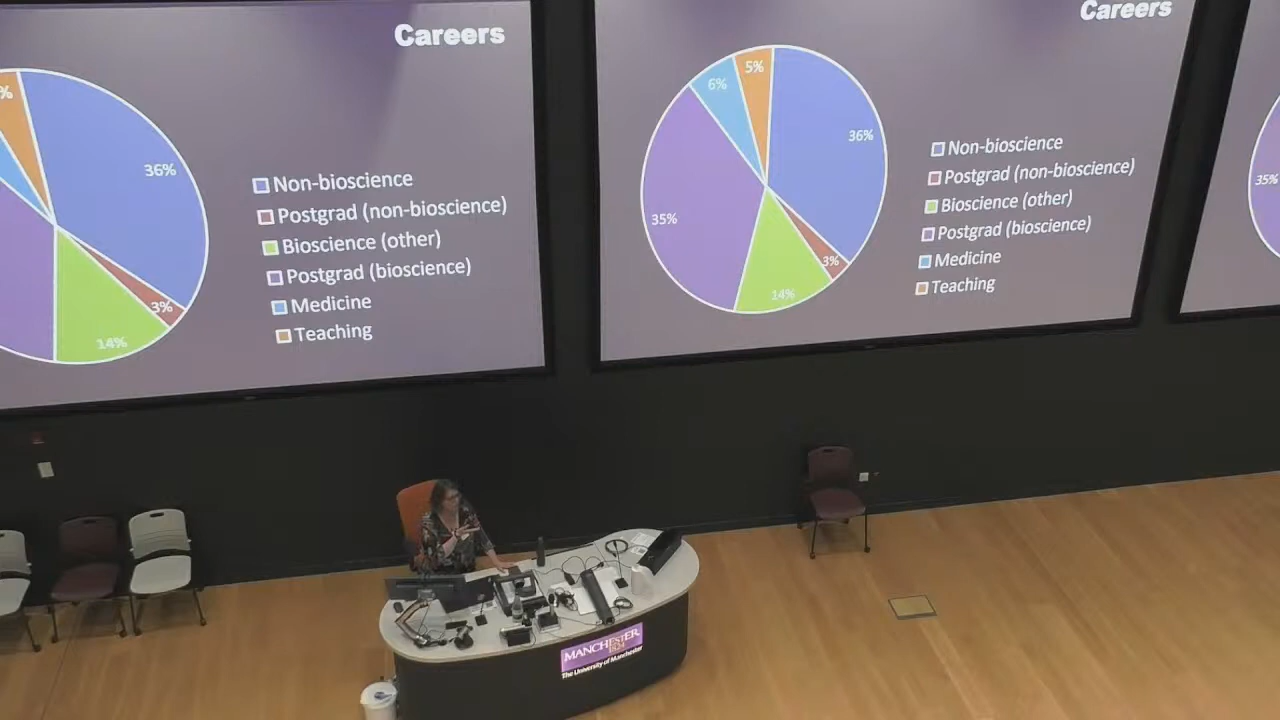 Careers
%
36%
3%
14%
Non-bioscience
Postgrad (non-bioscience)
Bioscience (other)
Postgrad (bioscience)
Medicine
Teaching
Careers
5%
6%
36%
35%
3%
14%
Non-bioscience
Postgrad (non-bioscience)
Bioscience (other)
Postgrad (bioscience)
Medicine
Teaching
35%
MANCHESTER
1824
The University of Manchester